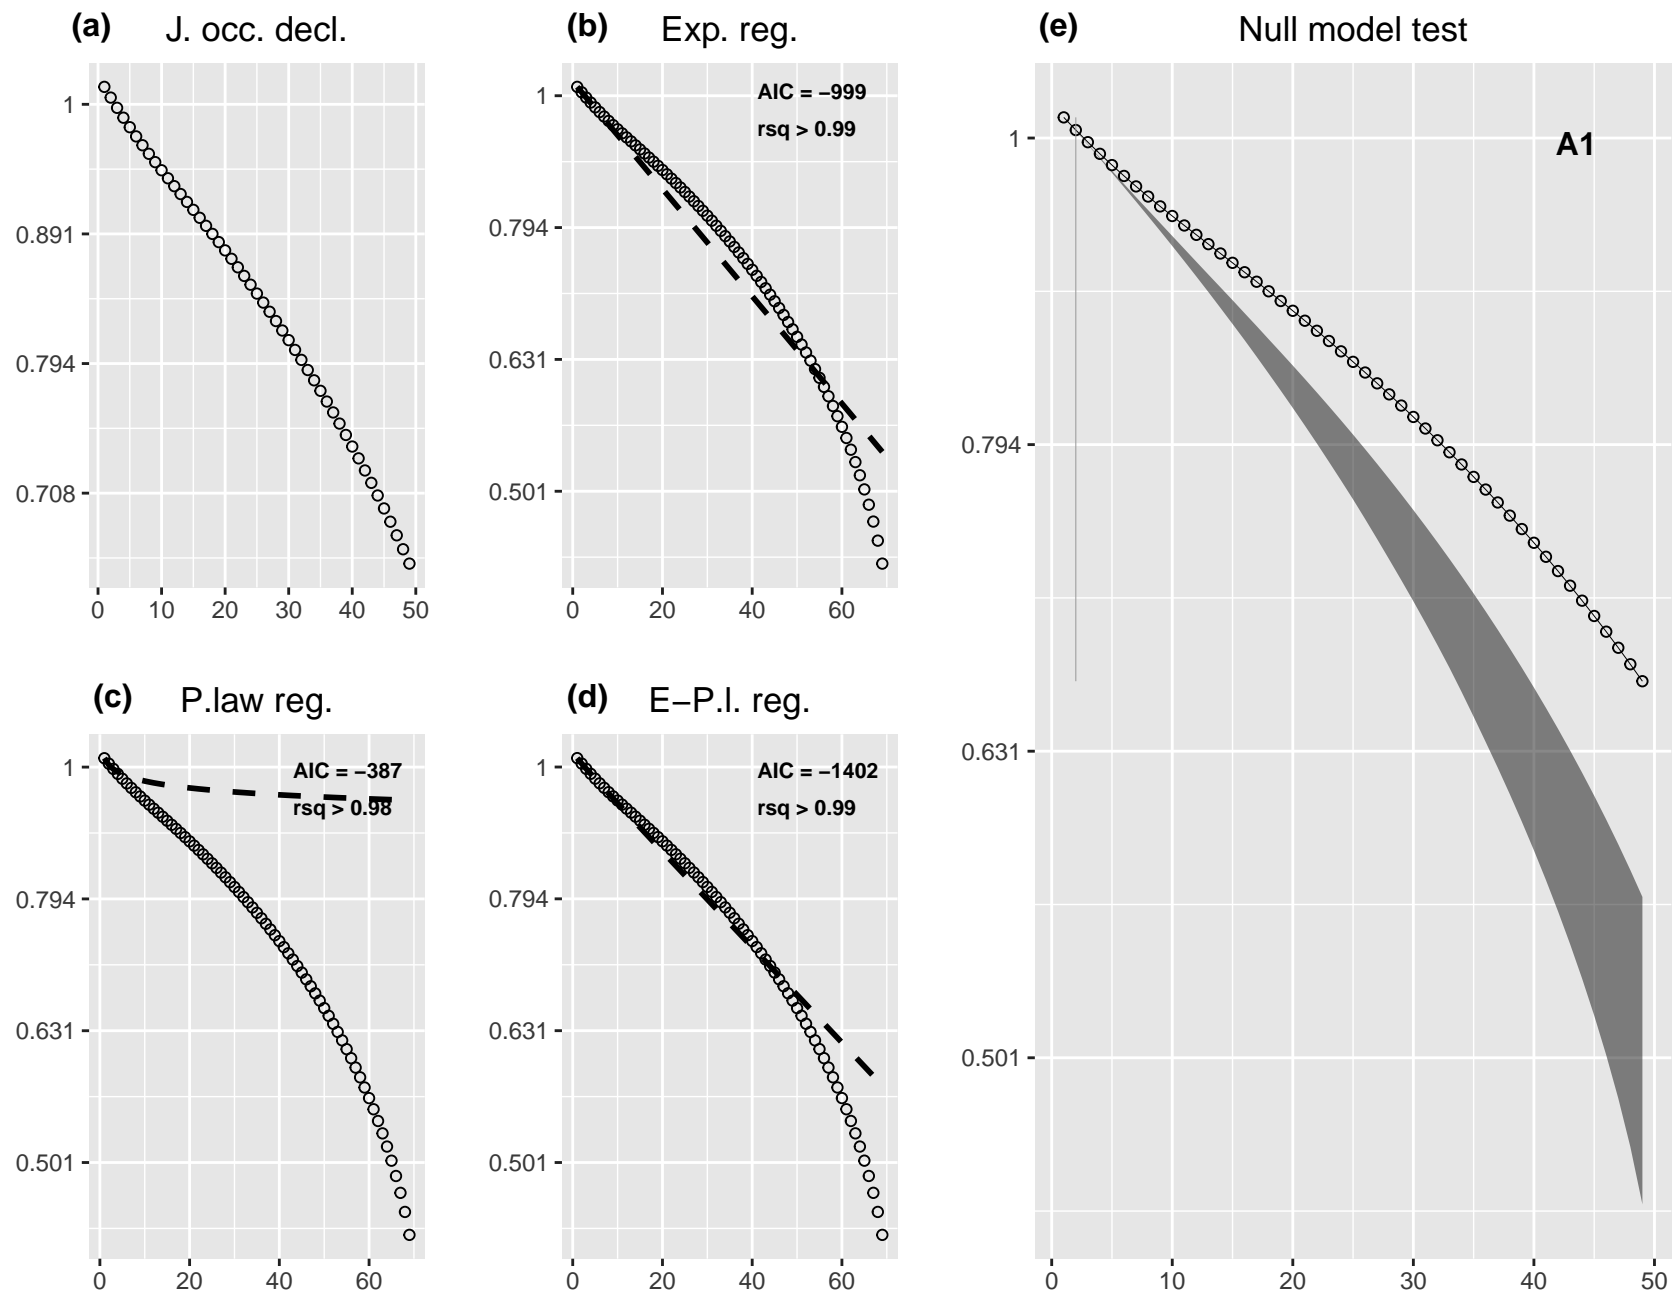 (a) J. occ. decl.
1
0.891
0.794
0.708
0 10 20 30 40 50
(b) Exp. reg.
AIC = −999
rsq > 0.99
1
0.794
0.631
0.501
0 20 40 60
(c) P.law reg.
AIC = −387
rsq > 0.98
1
0.794
0.631
0.501
0 20 40 60
(d) E−P.l. reg.
AIC = −1402
rsq > 0.99
1
0.794
0.631
0.501
0 20 40 60
(e) Null model test
A1
1
0.794
0.631
0.501
0 10 20 30 40 50